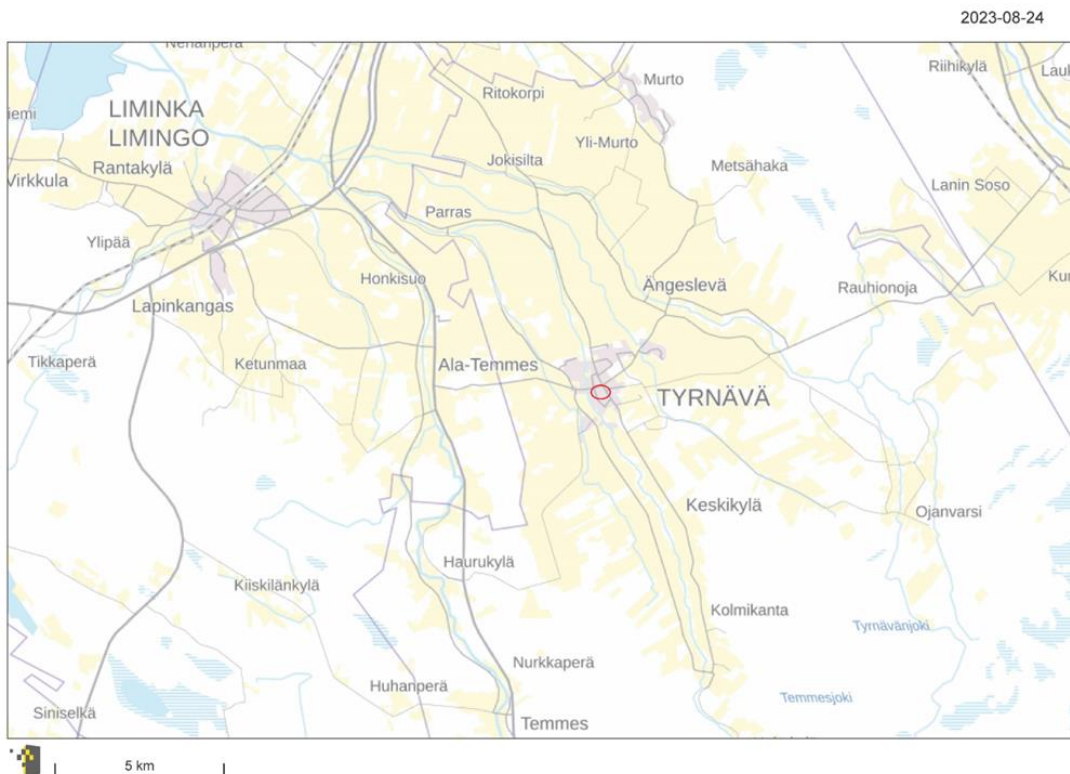 2023-08-24
Murto
Riihikylä
Ritokorpi
LIMINKA
LIMINGO
Yli-Murto
Jokisilta
Metsähaka
Rantakylä
Virkkula
Lanin Soso
Parras
Ylipää
Honkisuo
Ängeslevä
Rauhionoja
Lapinkangas
Tikkaperä
Ketunmaa
Ala-Temmes
TYRNÄVÄ
Keskikylä
Ojanvarsi
Haurukylä
Kiiskilänkylä
Kolmikanta
Tyrnävänjoki
Nurkkaperä
Huhanperä
Temmesjoki
Siniselkä
Temmes
5 km